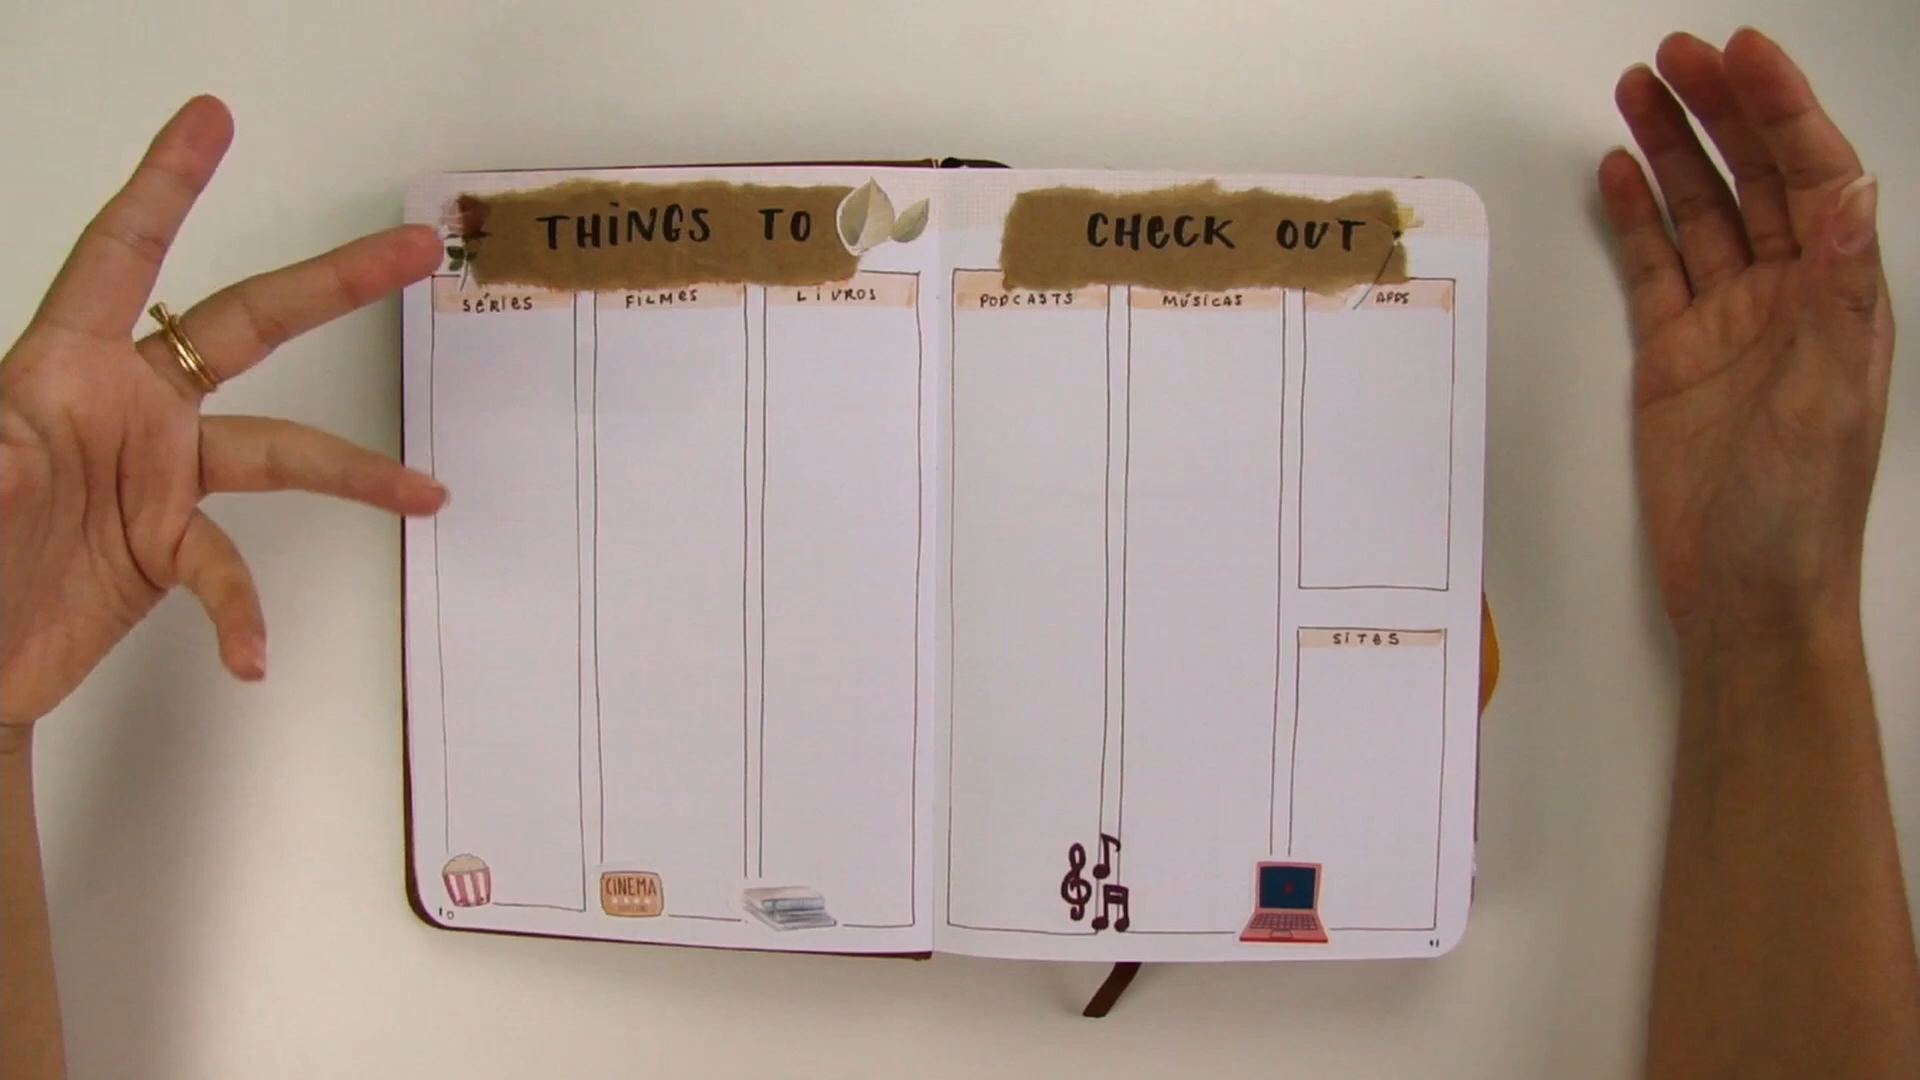 THiNGS TO
CHeCK OUT
SéRieS
FiLMeS
LiVROS
PODCASTS
MúSiCAS
APPS
SiTeS
CiNEMA
10
11